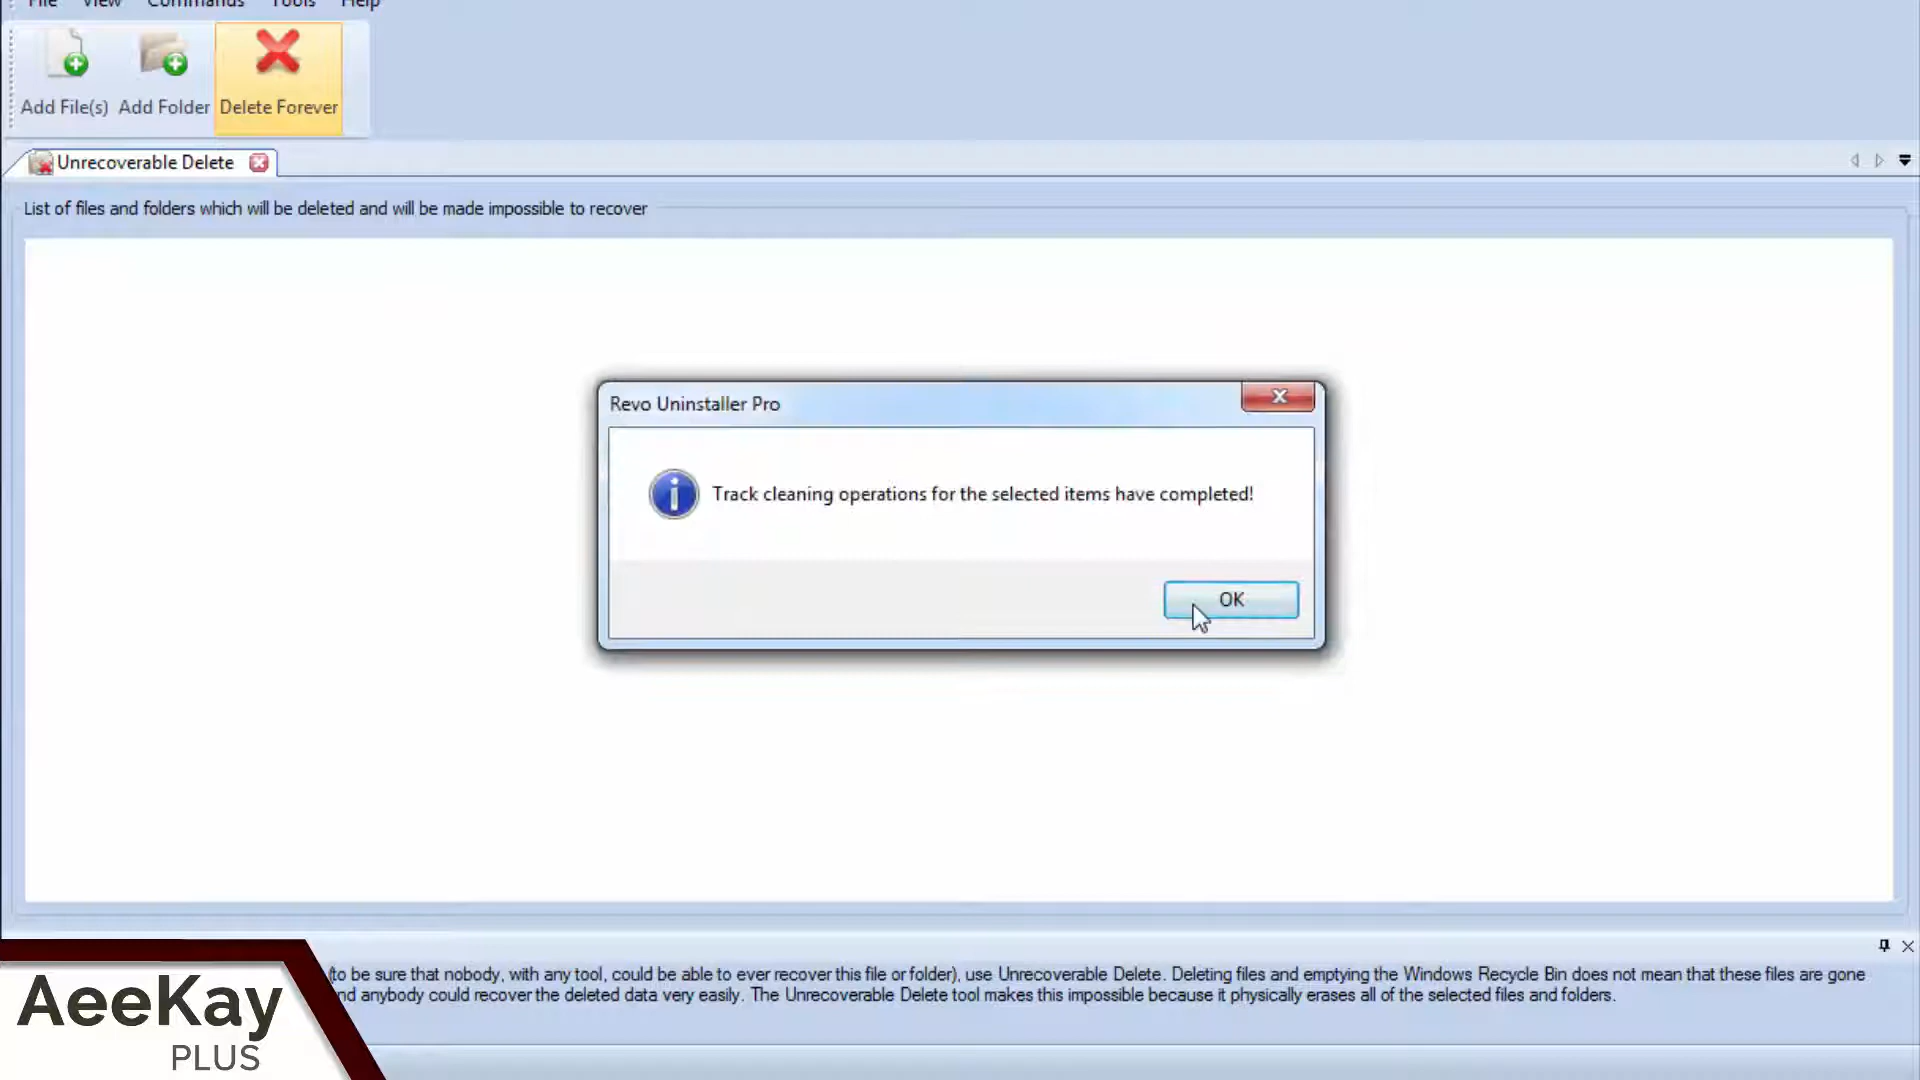 File View Commands Tools Help
Add File(s) Add Folder Delete Forever
Unrecoverable Delete
List of files and folders which will be deleted and will be made impossible to recover
Revo Uninstaller Pro
Track cleaning operations for the selected items have completed!
OK
(to be sure that nobody, with any tool, could be able to ever recover this file or folder), use Unrecoverable Delete. Deleting files and emptying the Windows Recycle Bin does not mean that these files are gone
nd anybody could recover the deleted data very easily. The Unrecoverable Delete tool makes this impossible because it physically erases all of the selected files and folders.
AeeKay
PLUS